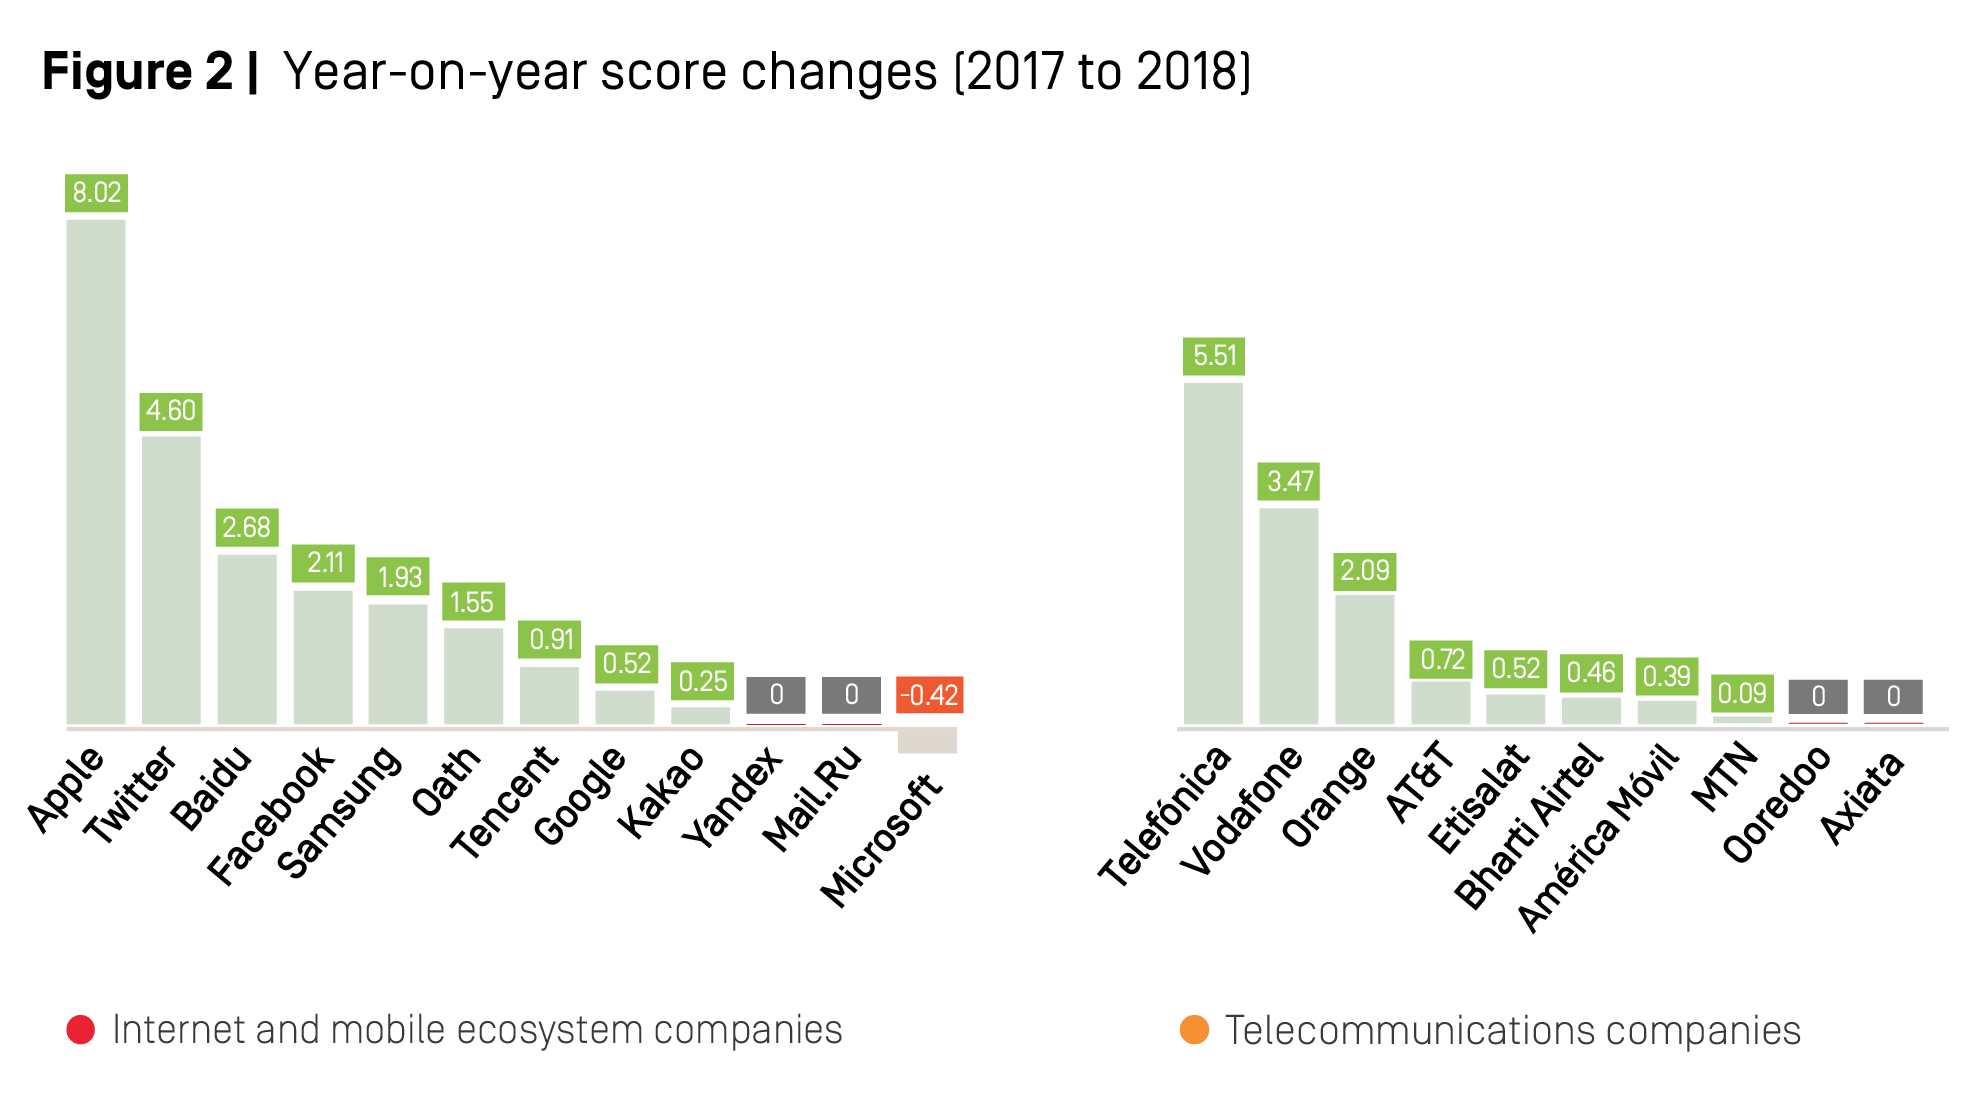 Figure 2 | Year-on-year score changes (2017 to 2018)
8.02
4.60
2.68
2.11
1.93
1.55
0.91
0.52
0.25
0
0
-0.42
Apple
Twitter
Baidu
Facebook
Samsung
Oath
Tencent
Google
Kakao
Yandex
Mail.Ru
Microsoft
Internet and mobile ecosystem companies
5.51
3.47
2.09
0.72
0.52
0.46
0.39
0.09
0
0
Telefónica
Vodafone
Orange
AT&T
Etisalat
Bharti Airtel
América Móvil
MTN
Ooredoo
Axiata
Telecommunications companies